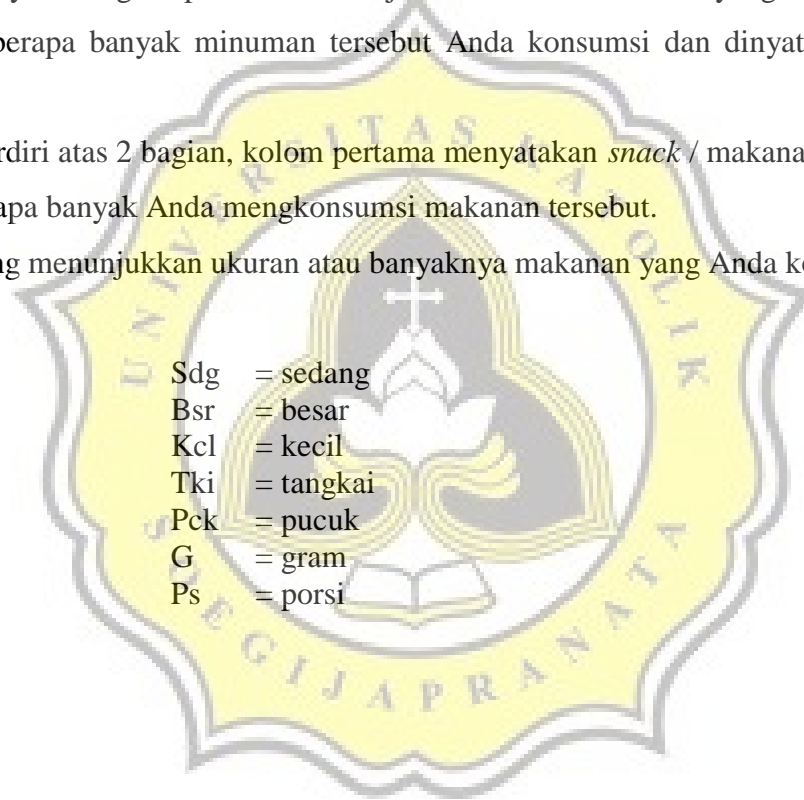 berapa banyak minuman tersebut Anda konsumsi dan dinyat
rdiri atas 2 bagian, kolom pertama menyatakan snack / makana
apa banyak Anda mengkonsumsi makanan tersebut.
ng menunjukkan ukuran atau banyaknya makanan yang Anda k
Sdg = sedang
Bsr = besar
Kcl = kecil
Tki = tangkai
Pck = pucuk
G = gram
Ps = porsi
UNIVERSITAS KATOLIK
SOEGIJAPRANATA